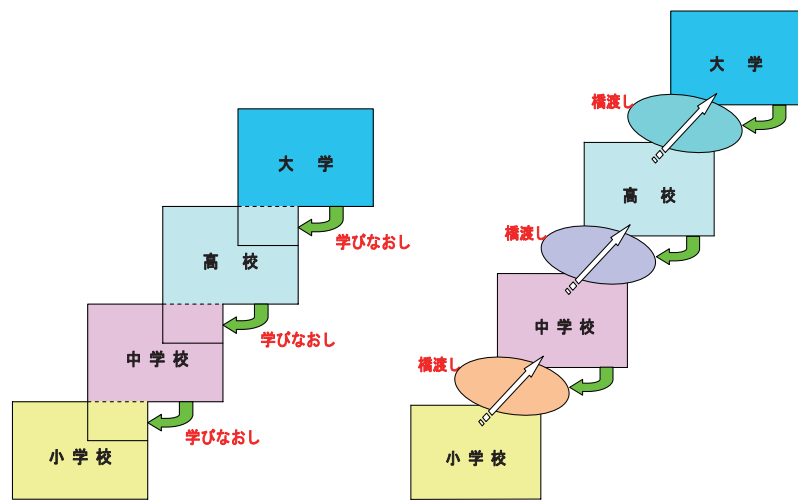 大 学
学びなおし
高 校
学びなおし
中 学 校
学びなおし
小 学 校
大 学
橋渡し
高 校
橋渡し
中 学 校
橋渡し
小 学 校